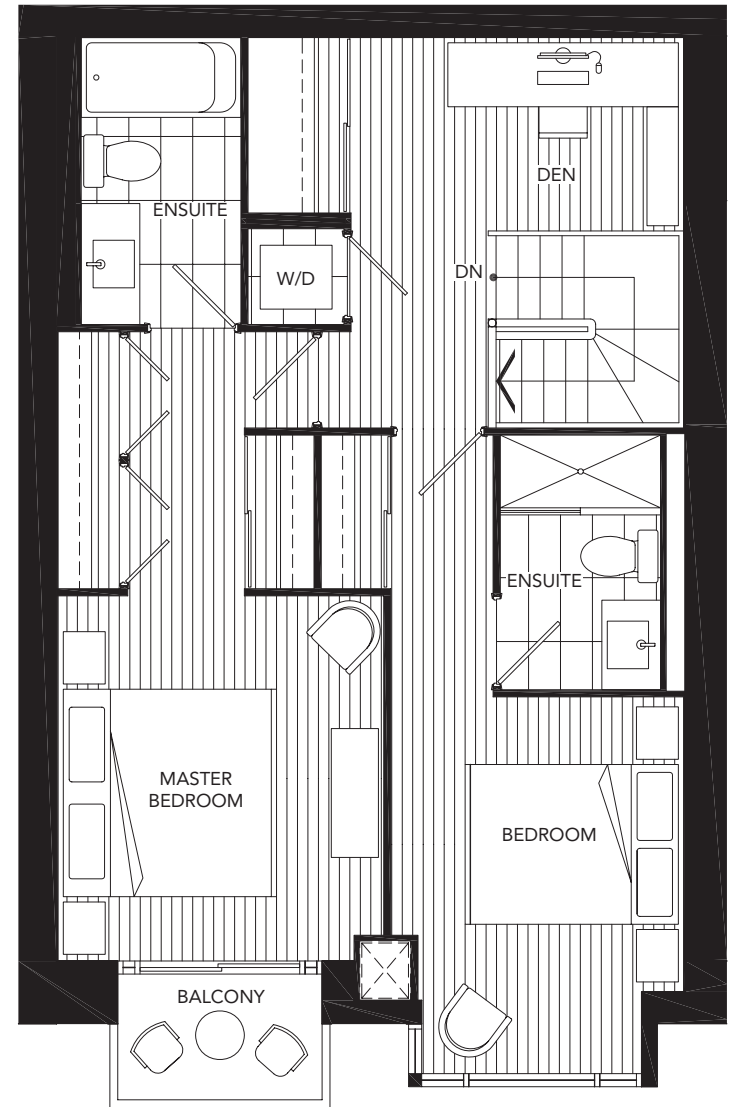 DEN
ENSUITE
W/D
DN
ENSUITE
MASTER
BEDROOM
BEDROOM
BALCONY